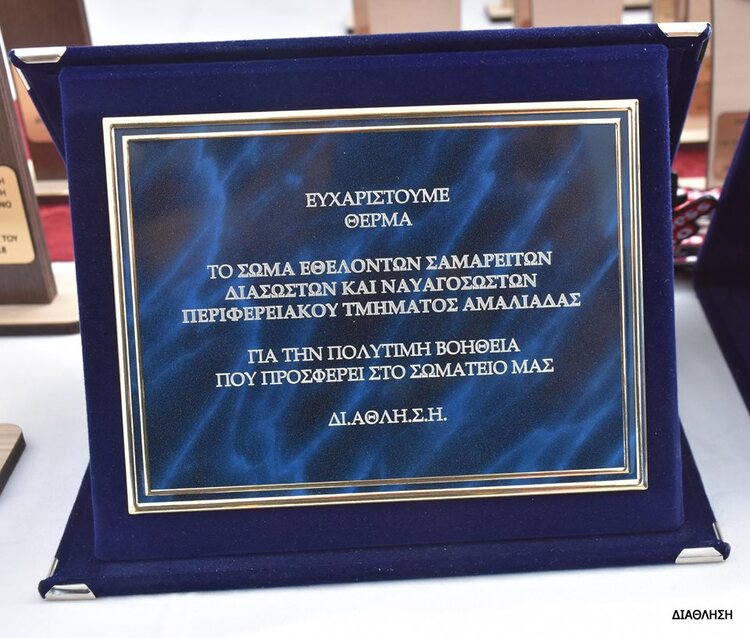 ΕΥΧΑΡΙΣΤΟΥΜΕ
ΘΕΡΜΑ
ΤΟ ΣΩΜΑ ΕΘΕΛΟΝΤΩΝ ΣΑΜΑΡΕΙΤΩΝ
ΔΙΑΣΩΣΤΩΝ ΚΑΙ ΝΑΥΑΓΟΣΩΣΤΩΝ
ΠΕΡΙΦΕΡΕΙΑΚΟΥ ΤΜΗΜΑΤΟΣ ΑΜΑΛΙΑΔΑΣ
ΓΙΑ ΤΗΝ ΠΟΛΥΤΙΜΗ ΒΟΗΘΕΙΑ
ΠΟΥ ΠΡΟΣΦΕΡΕΙ ΣΤΟ ΣΩΜΑΤΕΙΟ ΜΑΣ
ΔΙ.ΑΘΛΗ.Σ.Η.
ΔΙΑΘΛΗΣΗ